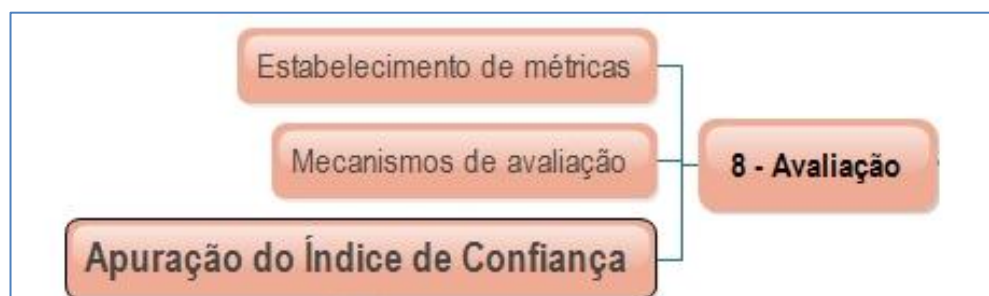 Estabelecimento de métricas
Mecanismos de avaliação
8 - Avaliação
Apuração do Índice de Confiança